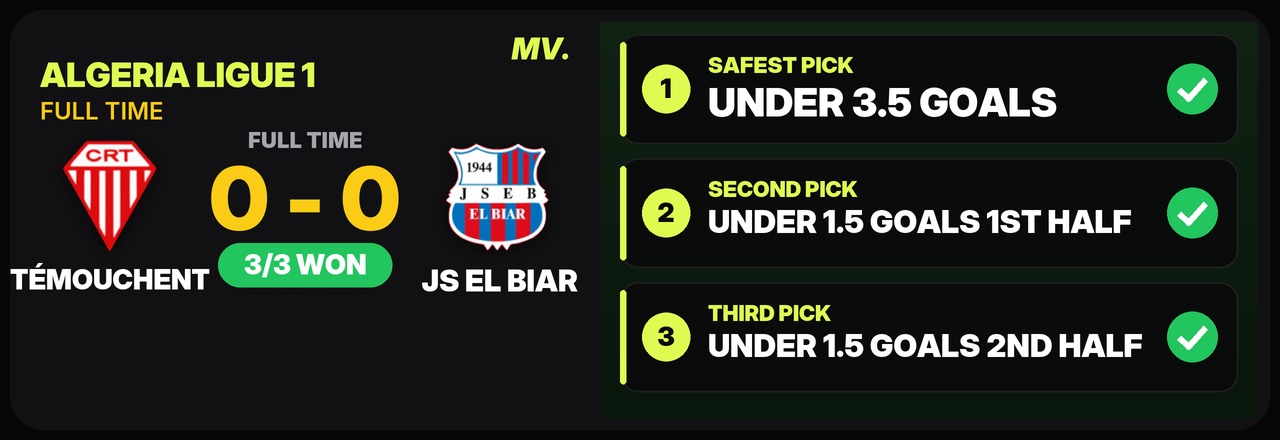 MV.
ALGERIA LIGUE 1
FULL TIME
FULL TIME
CRT
0 - 0
1944
J S E B
EL BIAR
3/3 WON
TÉMOUCHENT
JS EL BIAR
1
SAFEST PICK
UNDER 3.5 GOALS
2
SECOND PICK
UNDER 1.5 GOALS 1ST HALF
3
THIRD PICK
UNDER 1.5 GOALS 2ND HALF